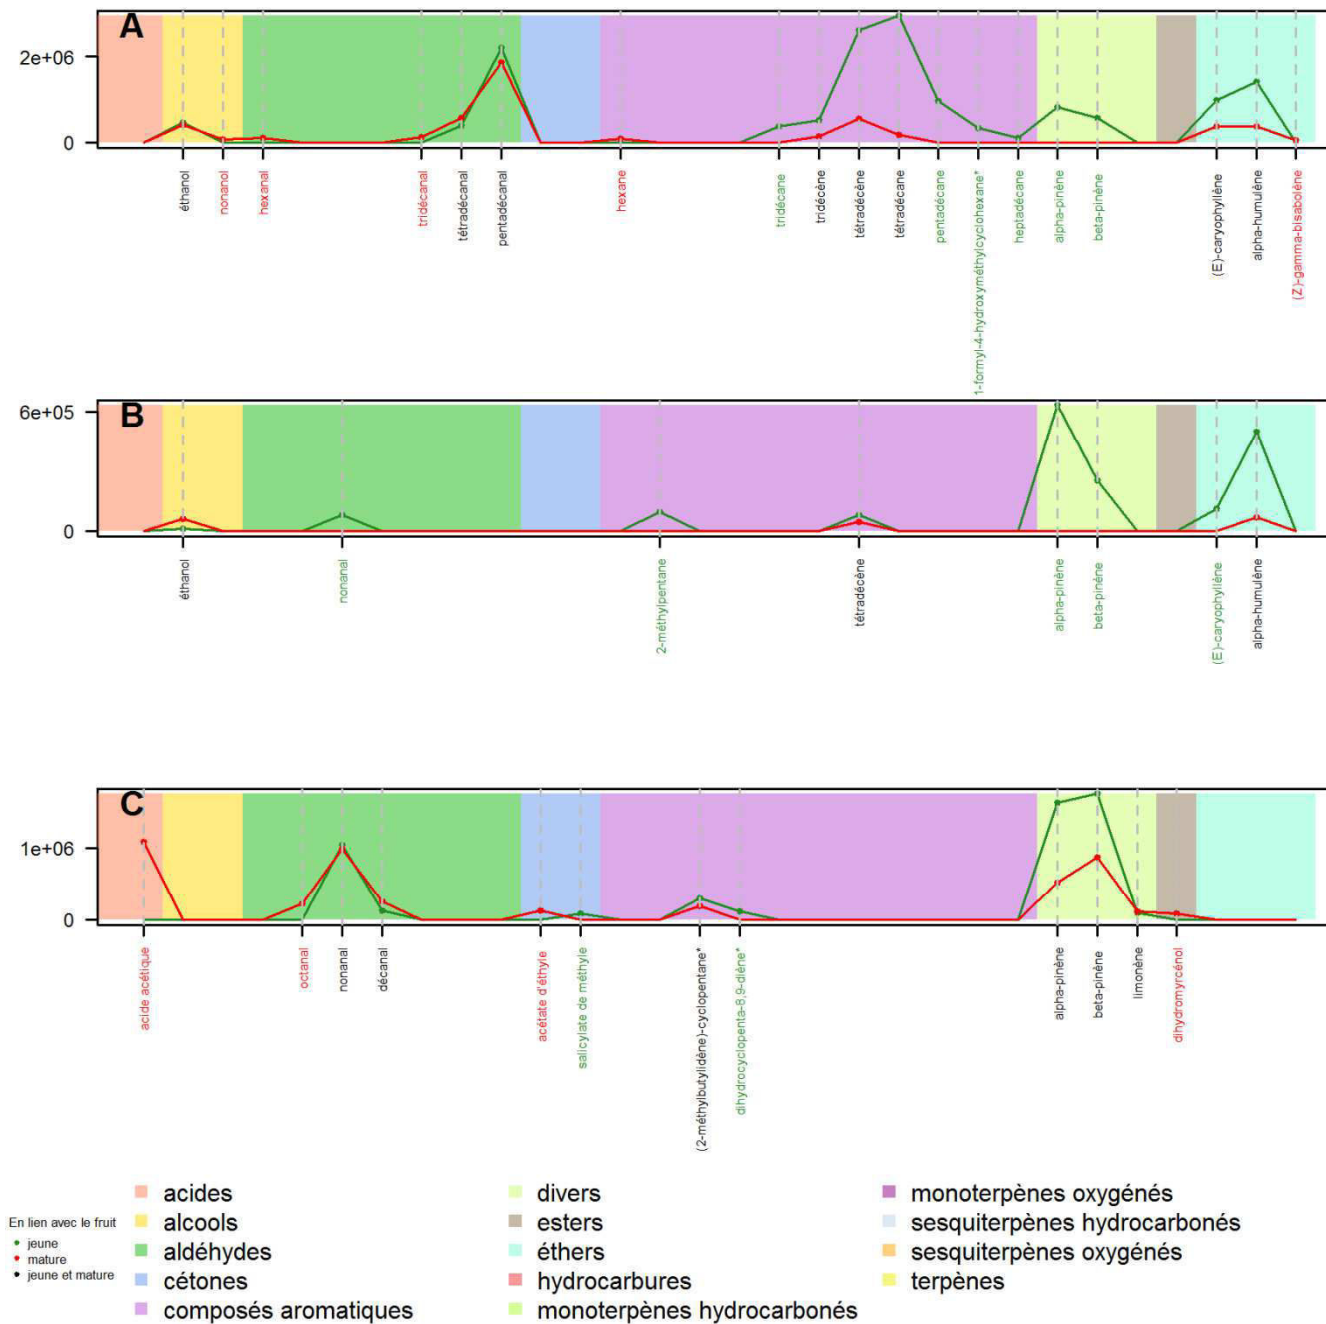 A
2e+06
0
éthanol
nonanol
hexanal
tridécanal
tétradécanal
pentadécanal
hexane
tridécane
tridécène
tétradécène
tétradécane
pentadécane
1-formyl-4-hydroxyméthylcyclohexane*
heptadécane
alpha-pinène
beta-pinène
(E)-caryophyllène
alpha-humulène
(Z)-gamma-bisabolène
B
6e+05
0
éthanol
nonanal
2-méthylpentane
tétradécène
alpha-pinène
beta-pinène
(E)-caryophyllène
alpha-humulène
C
1e+06
0
acide acétique
octanal
nonanal
décanal
acétate d'éthyle
salicylate de méthyle
(2-méthylbutylidène)-cyclopentane*
dihydrocyclopenta-8,9-diène*
alpha-pinène
beta-pinène
limonène
dihydromyrcénol
En lien avec le fruit
jeune
mature
jeune et mature
acides
alcools
aldéhydes
cétones
composés aromatiques
divers
esters
éthers
hydrocarbures
monoterpènes hydrocarbonés
monoterpènes oxygénés
sesquiterpènes hydrocarbonés
sesquiterpènes oxygénés
terpènes